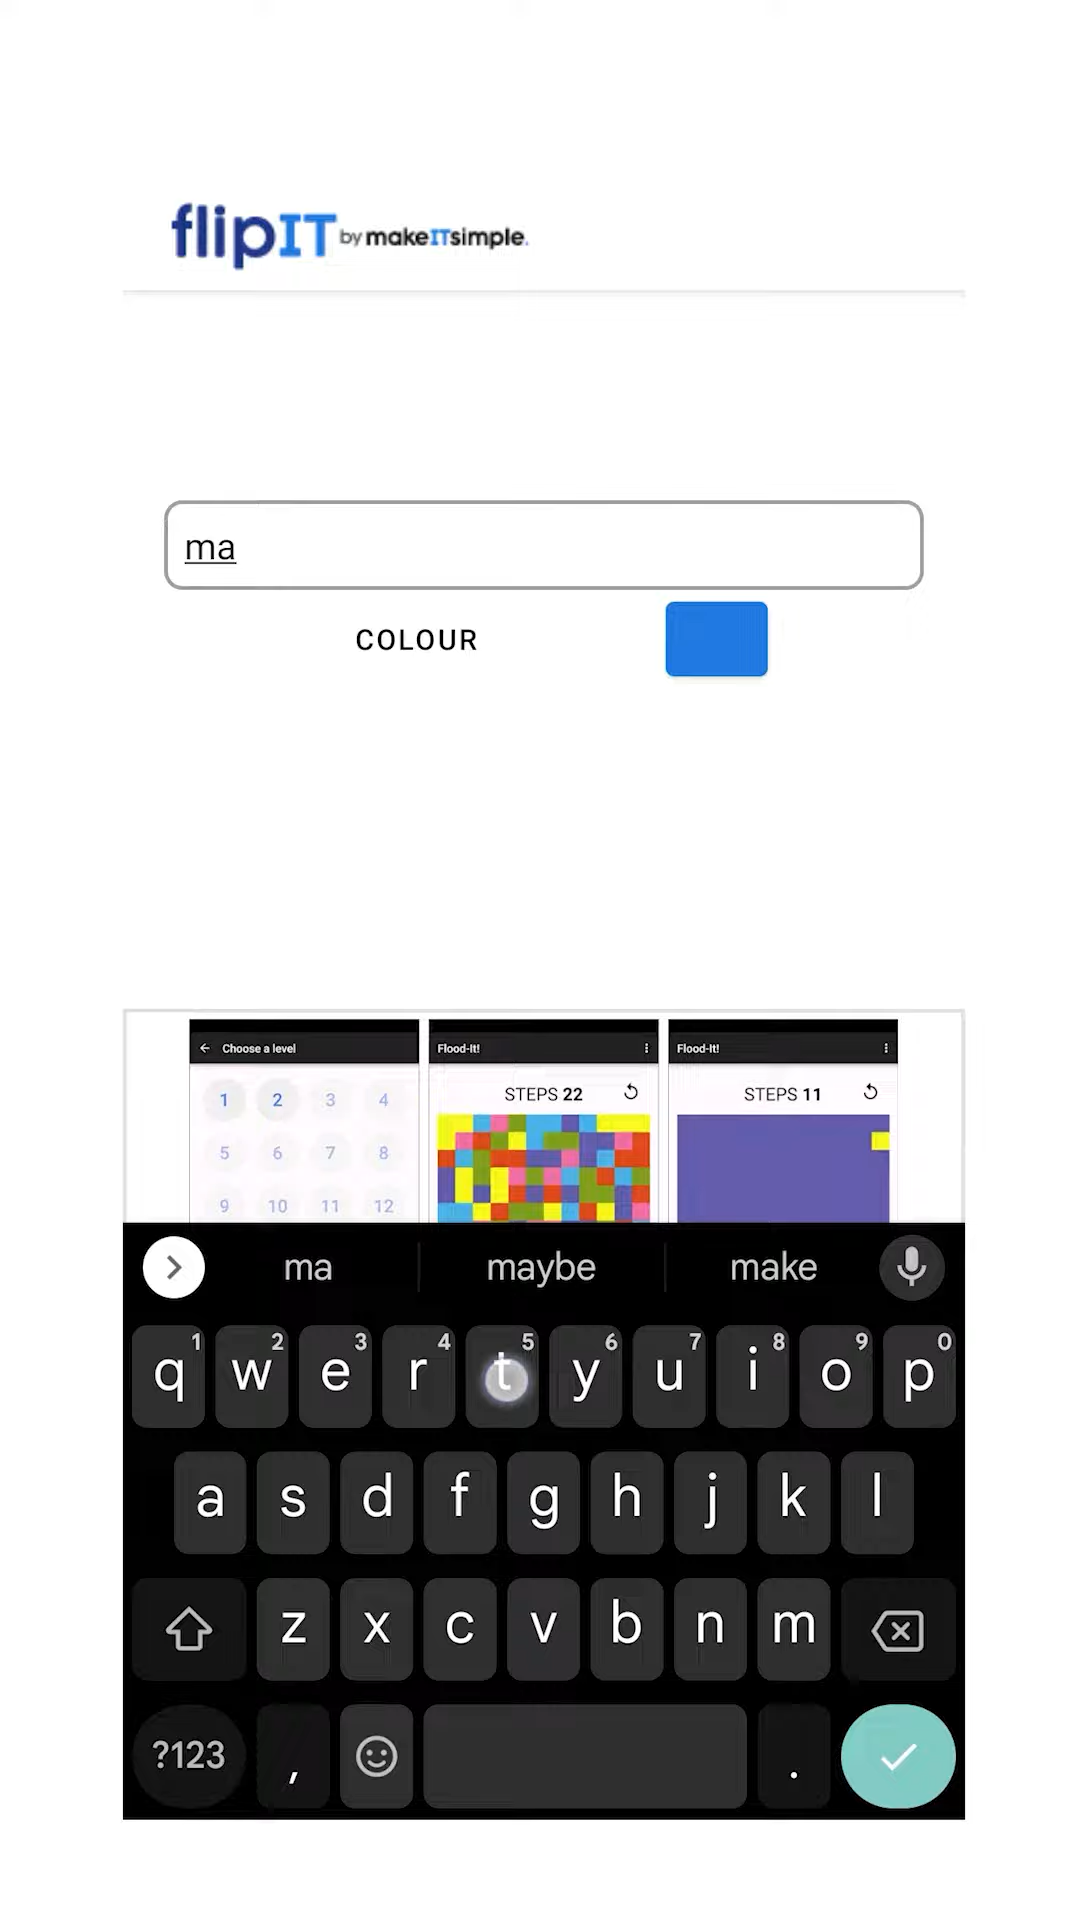 flipIT by makeITsimple.
ma
COLOUR
Choose a level
1 2 3 4
5 6 7 8
9 10 11 12
Flood-It!
STEPS 22
Flood-It!
STEPS 11
ma maybe make
1 2 3 4 5 6 7 8 9 0
q w e r t y u i o p
a s d f g h j k l
z x c v b n m
?123 , .